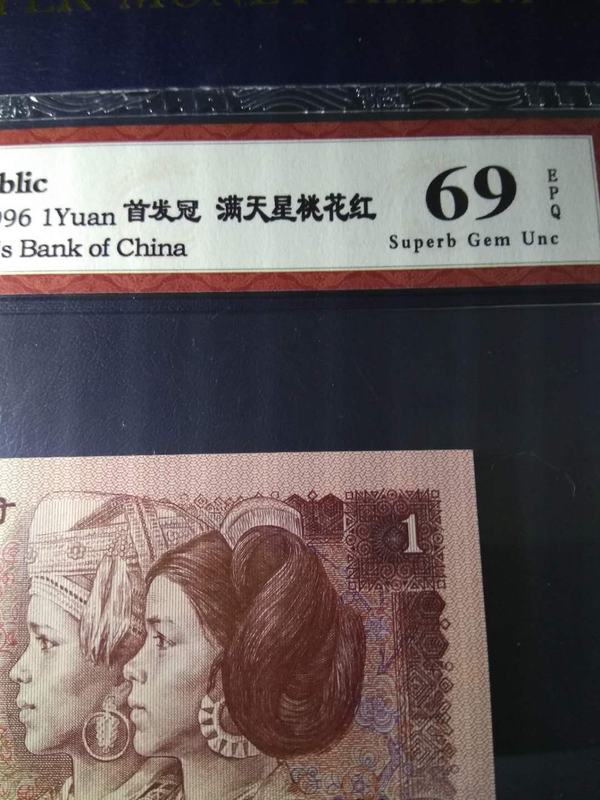 blic
996 1Yuan 首发冠 满天星桃花红
's Bank of China
69
EPQ
Superb Gem Unc
1